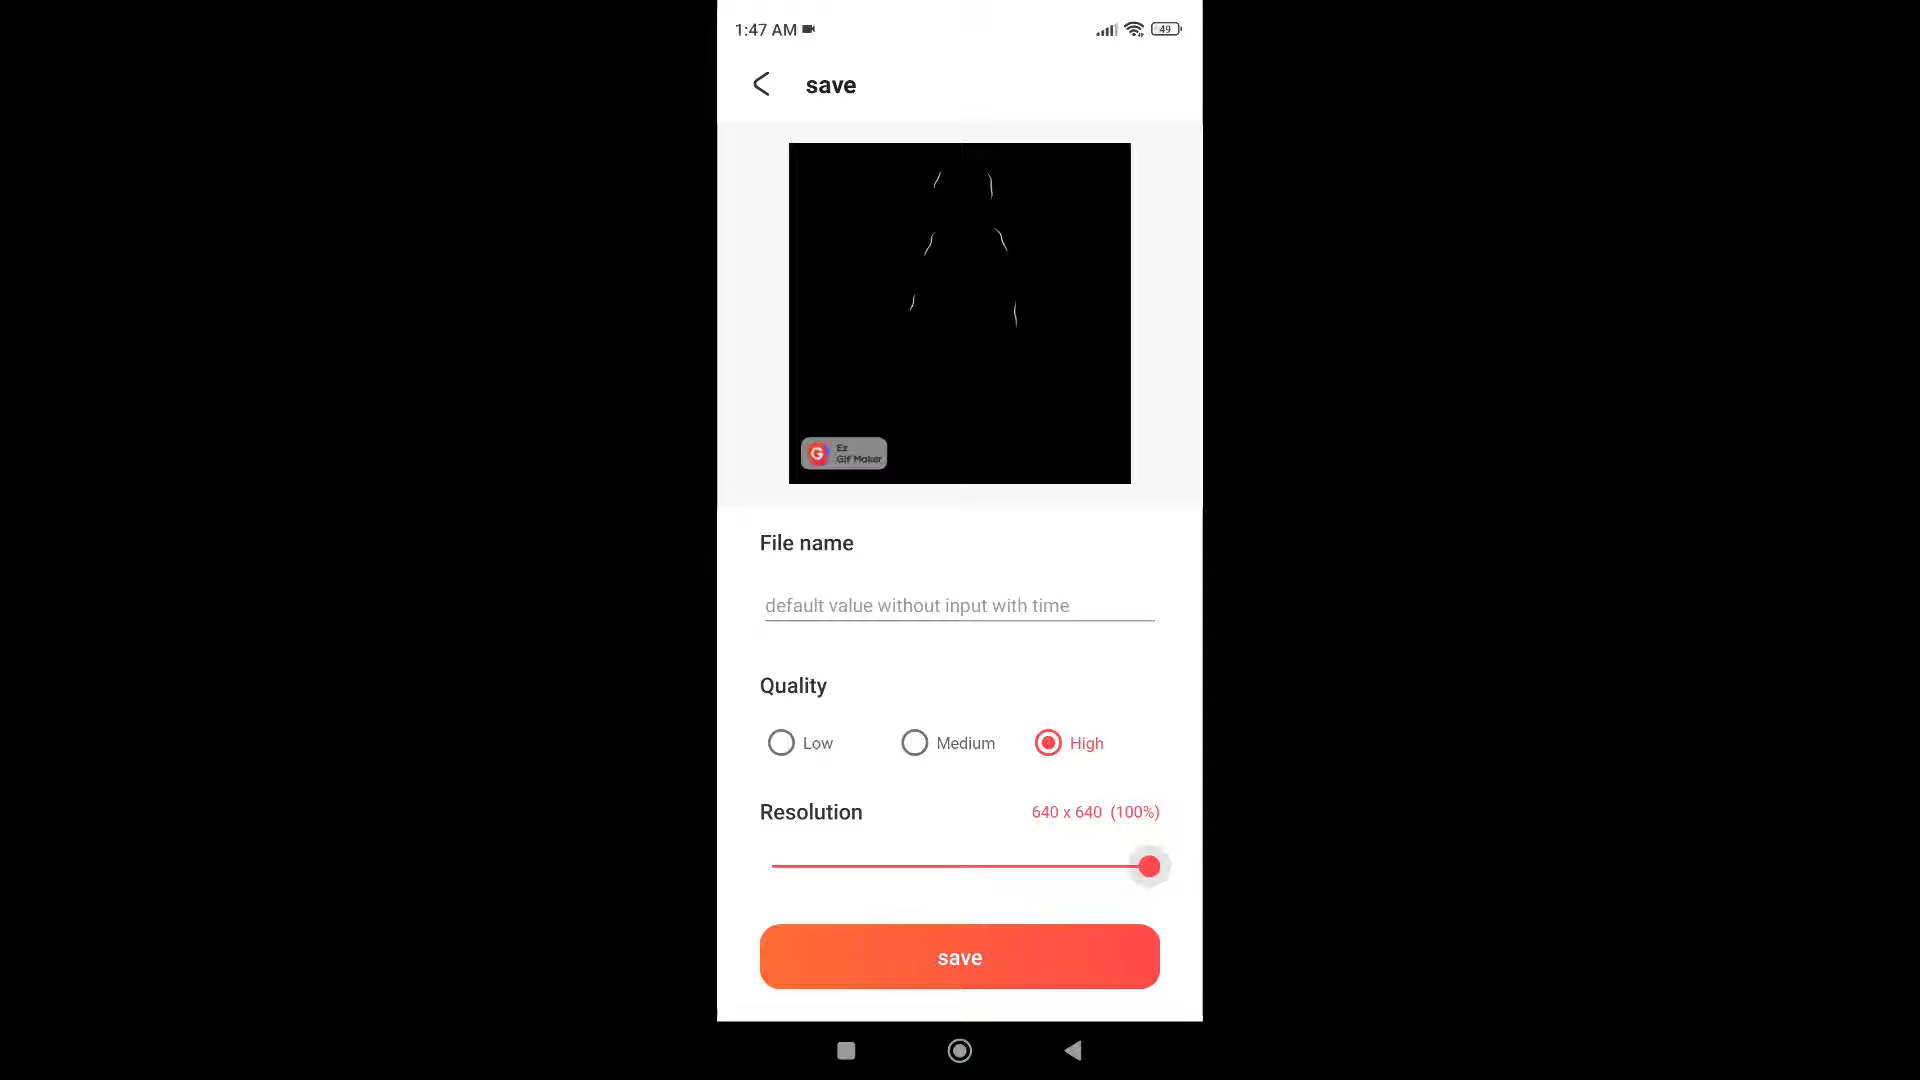 1:47 AM
49
save
G
Ez
Gif Maker
File name
default value without input with time
Quality
Low
Medium
High
Resolution
640 x 640 (100%)
save